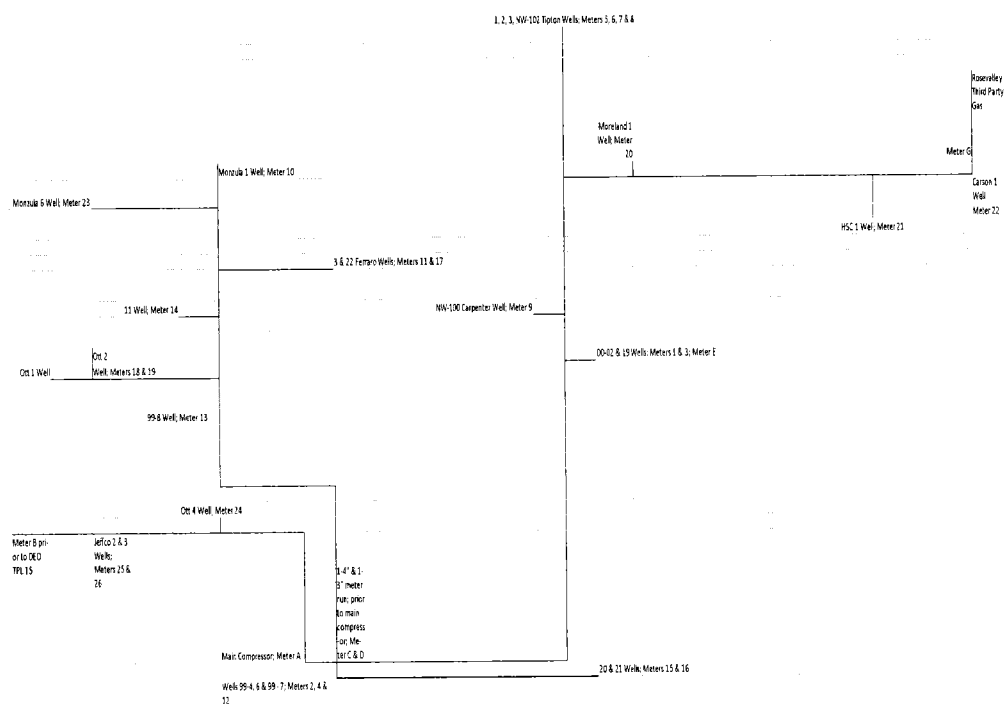 1, 2, 3, NW-102 Tipton Wells; Meters 5, 6, 7 & 8
Rosevalley
Third Party
Gas
Moreland 1
Well; Meter
20
Meter G
Monzula 1 Well; Meter 10
Carson 1
Well
Meter 22
Monzula 6 Well; Meter 23
HSC 1 Well; Meter 21
3 & 22 Ferraro Wells; Meters 11 & 17
11 Well; Meter 14
NW-100 Carpenter Well; Meter 9
Ott 2
Well; Meters 18 & 19
00-02 & 19 Wells; Meters 1 & 3; Meter E
Ott 1 Well
99-8 Well; Meter 13
Ott 4 Well; Meter 24
Meter B pri-
or to DEO
TPL 15
Jeffco 2 & 3
Wells;
Meters 25 &
26
1-4" & 1-
3" meter
run; prior
to main
compress
-or; Me-
ter C & D
Main Compressor; Meter A
20 & 21 Wells; Meters 15 & 16
Wells 99-4, 6 & 99 - 7; Meters 2, 4 &
12